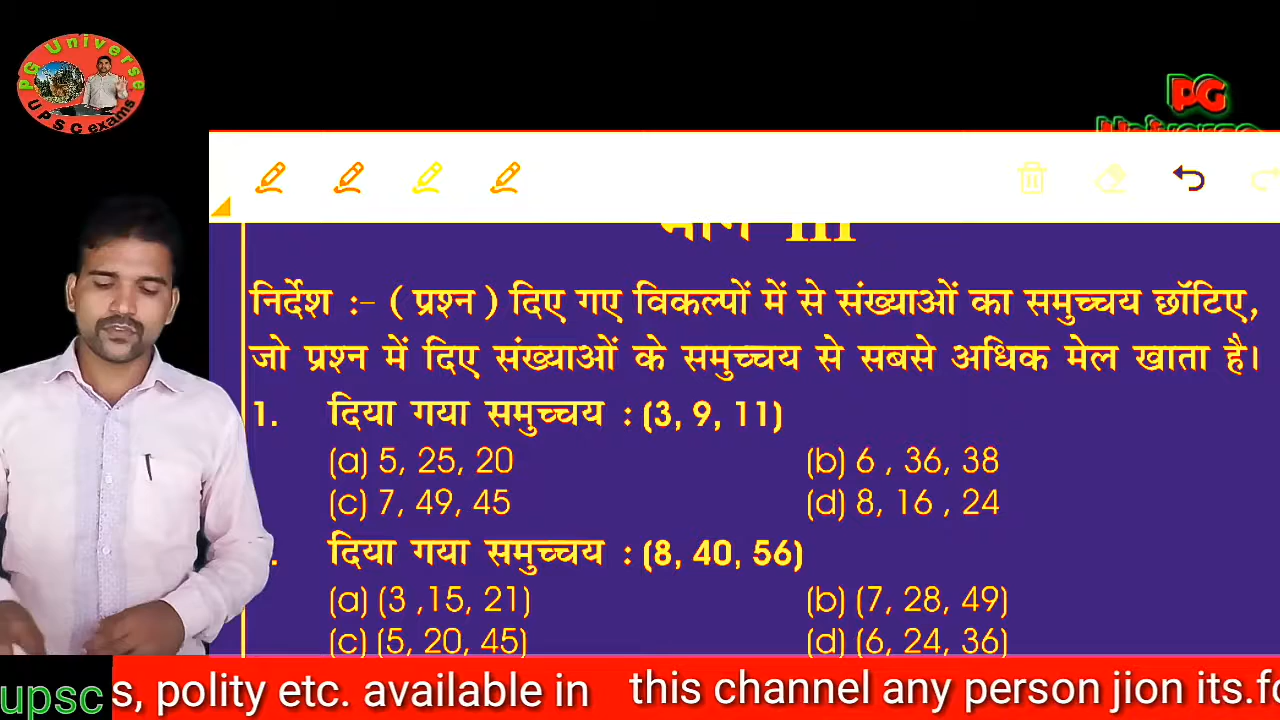 PG Universe
UPSC exams
PG
Universe
भाग III
निर्देश :- ( प्रश्न ) दिए गए विकल्पों में से संख्याओं का समुच्चय छाँटिए,
जो प्रश्न में दिए संख्याओं के समुच्चय से सबसे अधिक मेल खाता है।
1. दिया गया समुच्चय : (3, 9, 11)
(a) 5, 25, 20 (b) 6 , 36, 38
(c) 7, 49, 45 (d) 8, 16 , 24
. दिया गया समुच्चय : (8, 40, 56)
(a) (3 ,15, 21) (b) (7, 28, 49)
(c) (5, 20, 45) (d) (6, 24, 36)
upsc s, polity etc. available in this channel any person jion its.fo